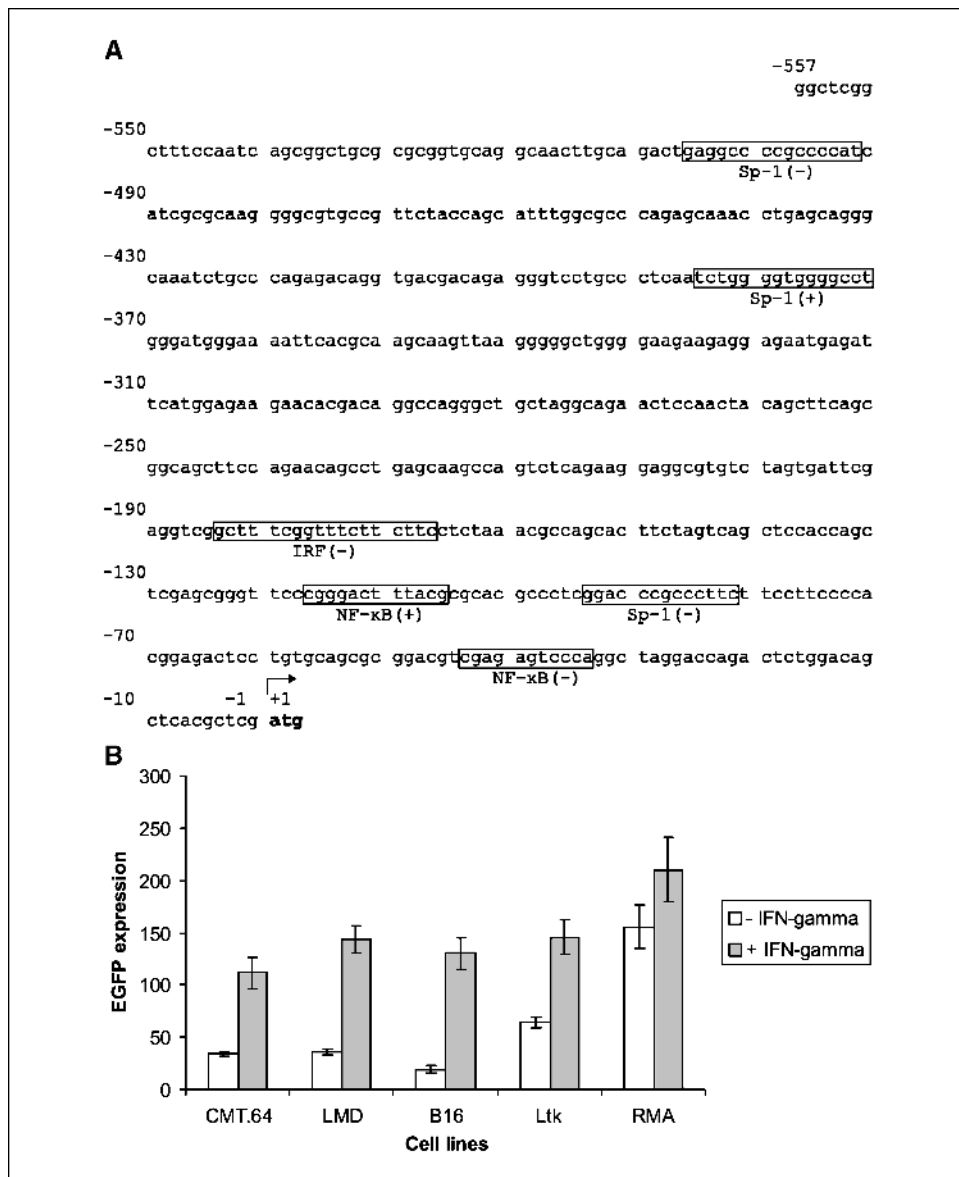 A
-557
ggctcgg
-550
ctttccaatc agcggctgcg cgcggtgcag gcaacttgca gactgaggcc ccgccccatc
Sp-1(-)
-490
atcgcgcaag gggcgtgccg ttctaccagc atttggcgcc cagagcaaac ctgagcaggg
-430
caaatctgcc cagagacagg tgacgacaga gggtcctgcc ctcaatctgg ggtggggcct
Sp-1(+)
-370
gggatgggaa aattcacgca agcaagttaa gggggctggg gaagaagagg agaatgagat
-310
tcatggagaa gaacacgaca ggccagggct gctaggcaga actccaacta cagcttcagc
-250
ggcagcttcc agaacagcct gagcaagcca gtctcagaag gaggcgtgtc tagtgattcg
-190
aggtcggctt tcggtttctt cttcctctaa acgccagcac ttctagtcag ctccaccagc
IRF(-)
-130
tcgagcgggt tcccgggact ttacgcgcac gccctcggac ccgcccttct tccttcccca
NF-xB(+) Sp-1(-)
-70
cggagactcc tgtgcagcgc ggacgtcgag agtcccaggc taggaccaga ctctggacag
NF-xB(-)
-10 -1 +1
ctcacgctcg atg
B
300
250
200
150
100
50
0
EGFP expression
CMT.64 LMD B16 Ltk RMA
Cell lines
- IFN-gamma
+ IFN-gamma